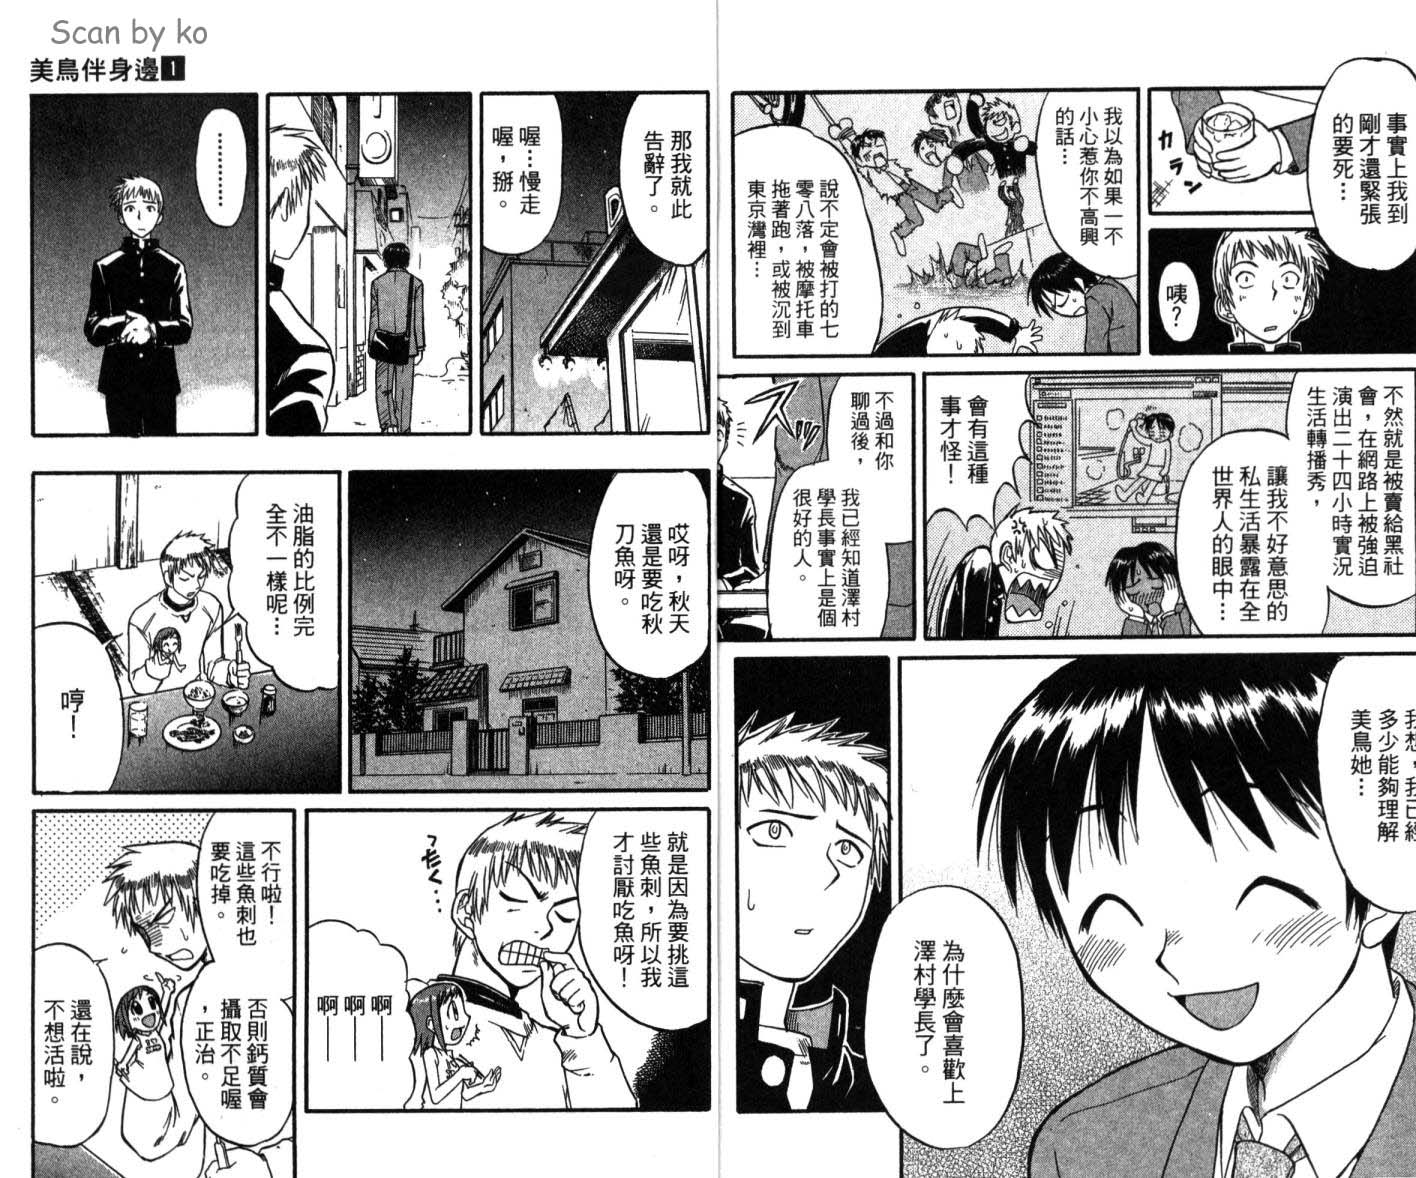 Scan by ko
美鳥伴身邊1
事實上我到
剛才還緊張
的要死…
カラン
咦?
我以為如果一不
小心惹你不高興
的話…
說不定會被打的七
零八落，被摩托車
拖著跑，或被沉到
東京灣裡…
不然就是被賣給黑社
會，在網路上被強迫
演出二十四小時實況
生活轉播秀，
讓我不好意思的
私生活暴露在全
世界人的眼中…
會有這種
事才怪!
不過和你
聊過後，
我已經知道澤村
學長事實上是個
很好的人。
我想，我已經
多少能夠理解
美鳥她…
為什麼會喜歡上
澤村學長了。
那我就此
告辭了。
喔…慢走
喔，掰。
………
哎呀，秋天
還是要吃秋
刀魚呀。
油脂的比例完
全不一樣呢…
哼!
就是因為要挑這
些魚刺，所以我
才討厭吃魚呀!
ったく…
啊——
啊——
啊——
不行啦!
這些魚刺也
要吃掉。
否則鈣質會
攝取不足喔
，正治。
還在說，
不想活啦。